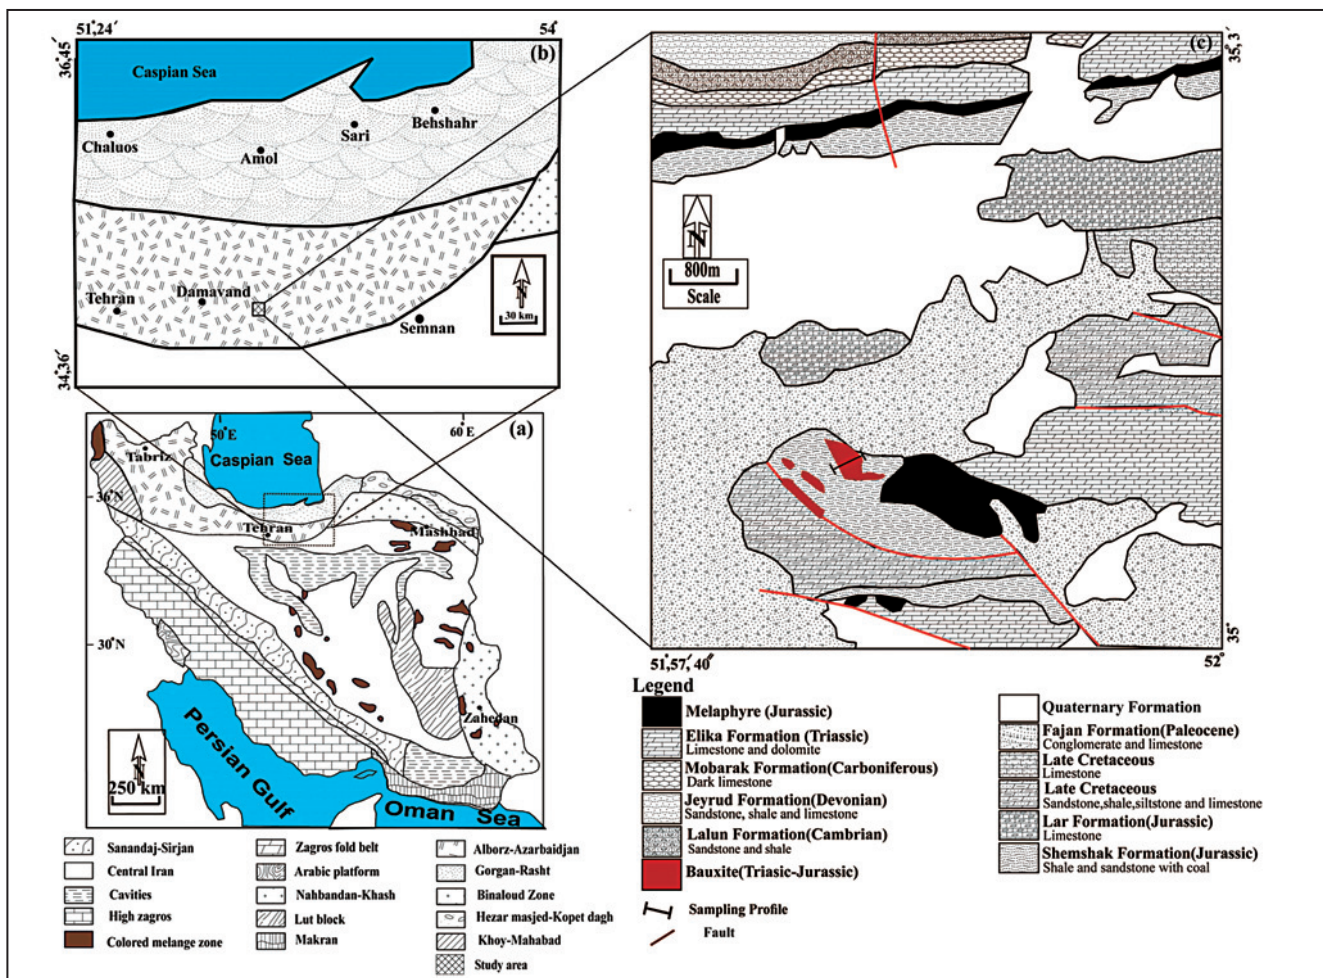 51,24′
54°
(b)
36,45′
Caspian Sea
Behshahr
Sari
Chaluos
Amol
Damavand
Tehran
Semnan
N
30 km
34,36′
(a)
50 E
60 E
Caspian Sea
Tabriz
36°N
Tehran
Mashhad
30°N
Zahedan
Persian Gulf
Oman Sea
N
250 km
Sanandaj-Sirjan
Central Iran
Cavities
High zagros
Colored melange zone
Zagros fold belt
Arabic platform
Nahbandan-Khash
Lut block
Makran
Alborz-Azarbaidjan
Gorgan-Rasht
Binaloud Zone
Hezar masjed-Kopet dagh
Khoy-Mahabad
Study area
(c)
35,3′
N
800m
Scale
35°
51,57,40″
52°
Legend
Melaphyre (Jurassic)
Elika Formation (Triassic)
Limestone and dolomite
Mobarak Formation(Carboniferous)
Dark limestone
Jeyrud Formation(Devonian)
Sandstone, shale and limestone
Lalun Formation(Cambrian)
Sandstone and shale
Bauxite(Triasic-Jurassic)
Sampling Profile
Fault
Quaternary Formation
Fajan Formation(Paleocene)
Conglomerate and limestone
Late Cretaceous
Limestone
Late Cretaceous
Sandstone,shale,siltstone and limestone
Lar Formation(Jurassic)
Limestone
Shemshak Formation(Jurassic)
Shale and sandstone with coal